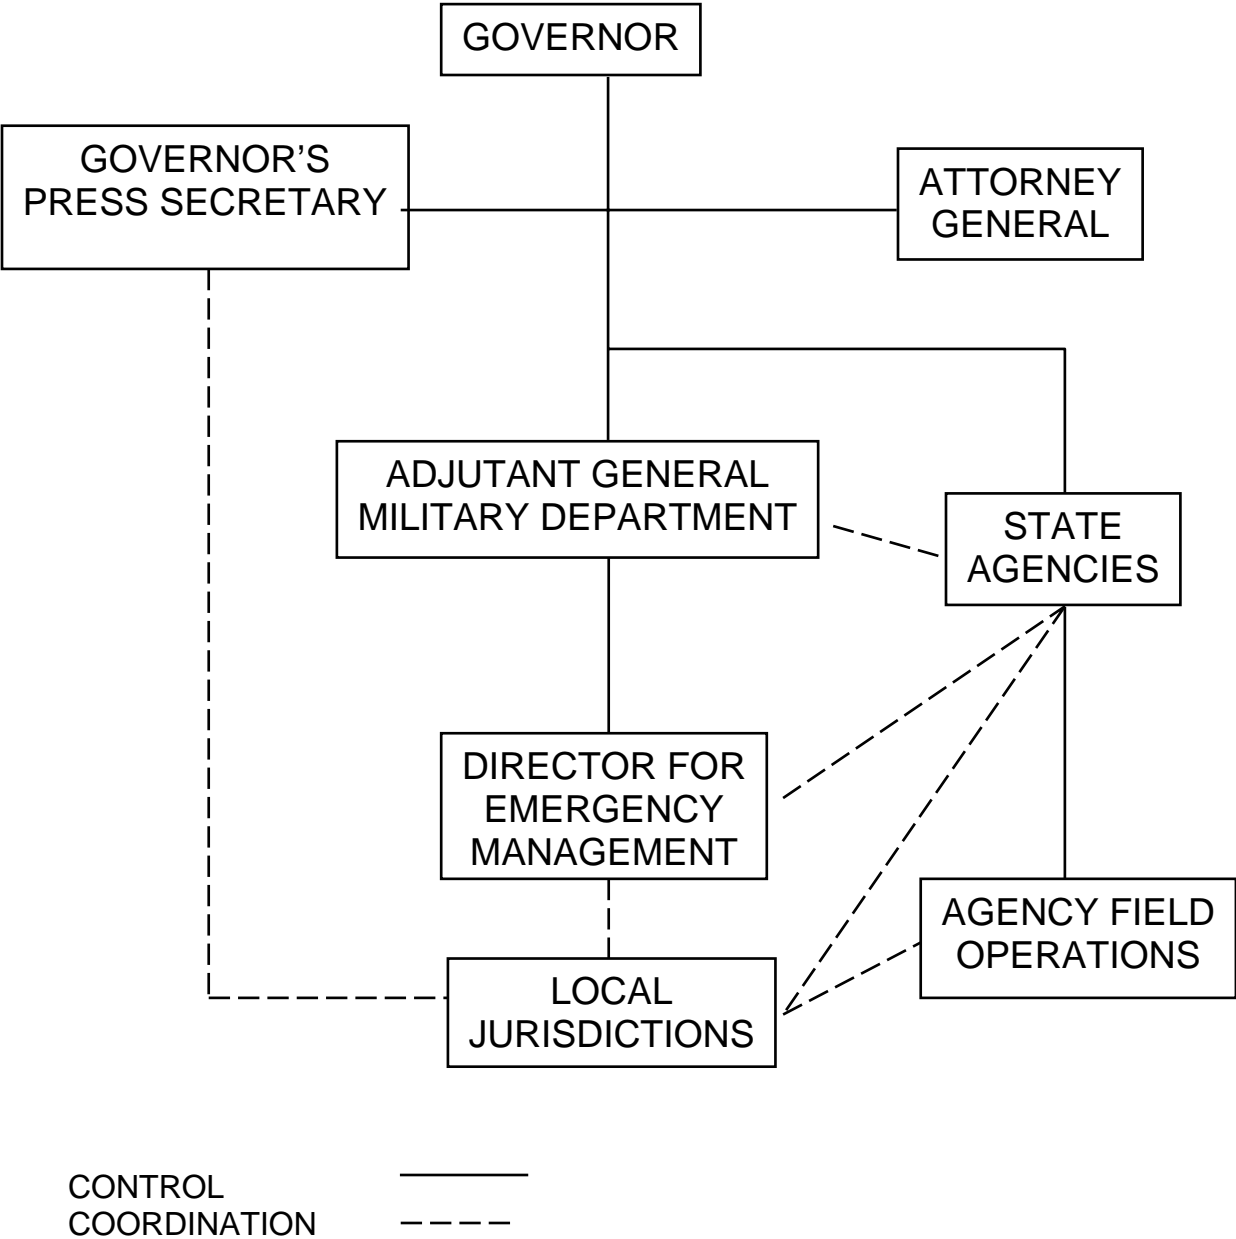 GOVERNOR
GOVERNOR’S
PRESS SECRETARY
ATTORNEY
GENERAL
ADJUTANT GENERAL
MILITARY DEPARTMENT
STATE
AGENCIES
DIRECTOR FOR
EMERGENCY
MANAGEMENT
AGENCY FIELD
OPERATIONS
LOCAL
JURISDICTIONS
CONTROL
COORDINATION